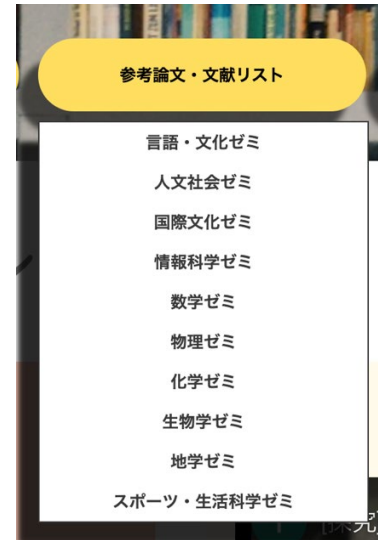 参考論文・文献リスト
言語・文化ゼミ
人文社会ゼミ
国際文化ゼミ
情報科学ゼミ
数学ゼミ
物理ゼミ
化学ゼミ
生物学ゼミ
地学ゼミ
スポーツ・生活科学ゼミ